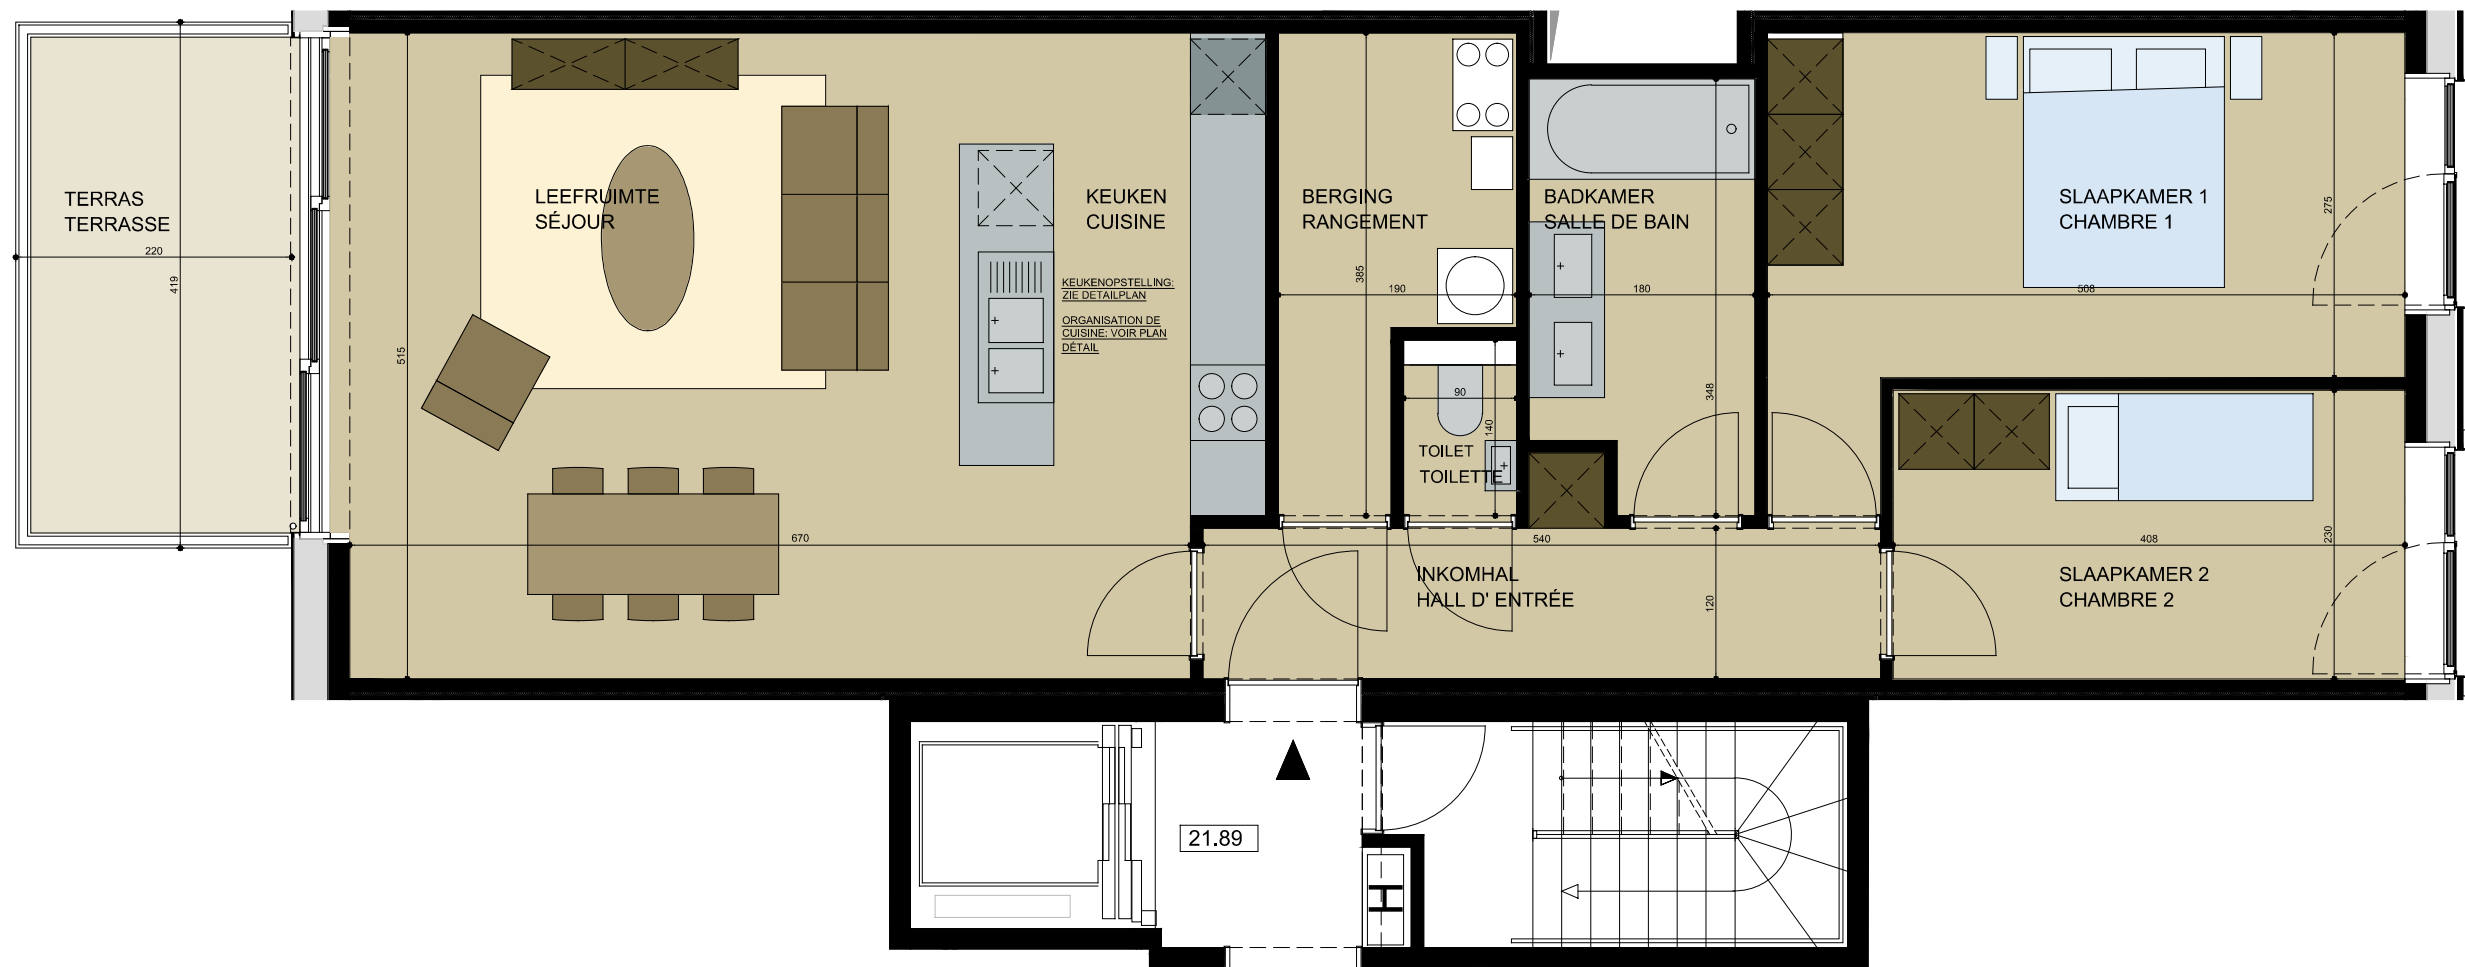 TERRAS
TERRASSE
220
419
LEEFRUIMTE
SÉJOUR
515
670
KEUKEN
CUISINE
KEUKENOPSTELLING:
ZIE DETAILPLAN
ORGANISATION DE
CUISINE: VOIR PLAN
DÉTAIL
BERGING
RANGEMENT
385
190
BADKAMER
SALLE DE BAIN
180
348
90
140
TOILET
TOILETTE
SLAAPKAMER 1
CHAMBRE 1
275
508
540
INKOMHAL
HALL D' ENTRÉE
120
408
230
SLAAPKAMER 2
CHAMBRE 2
21.89
H